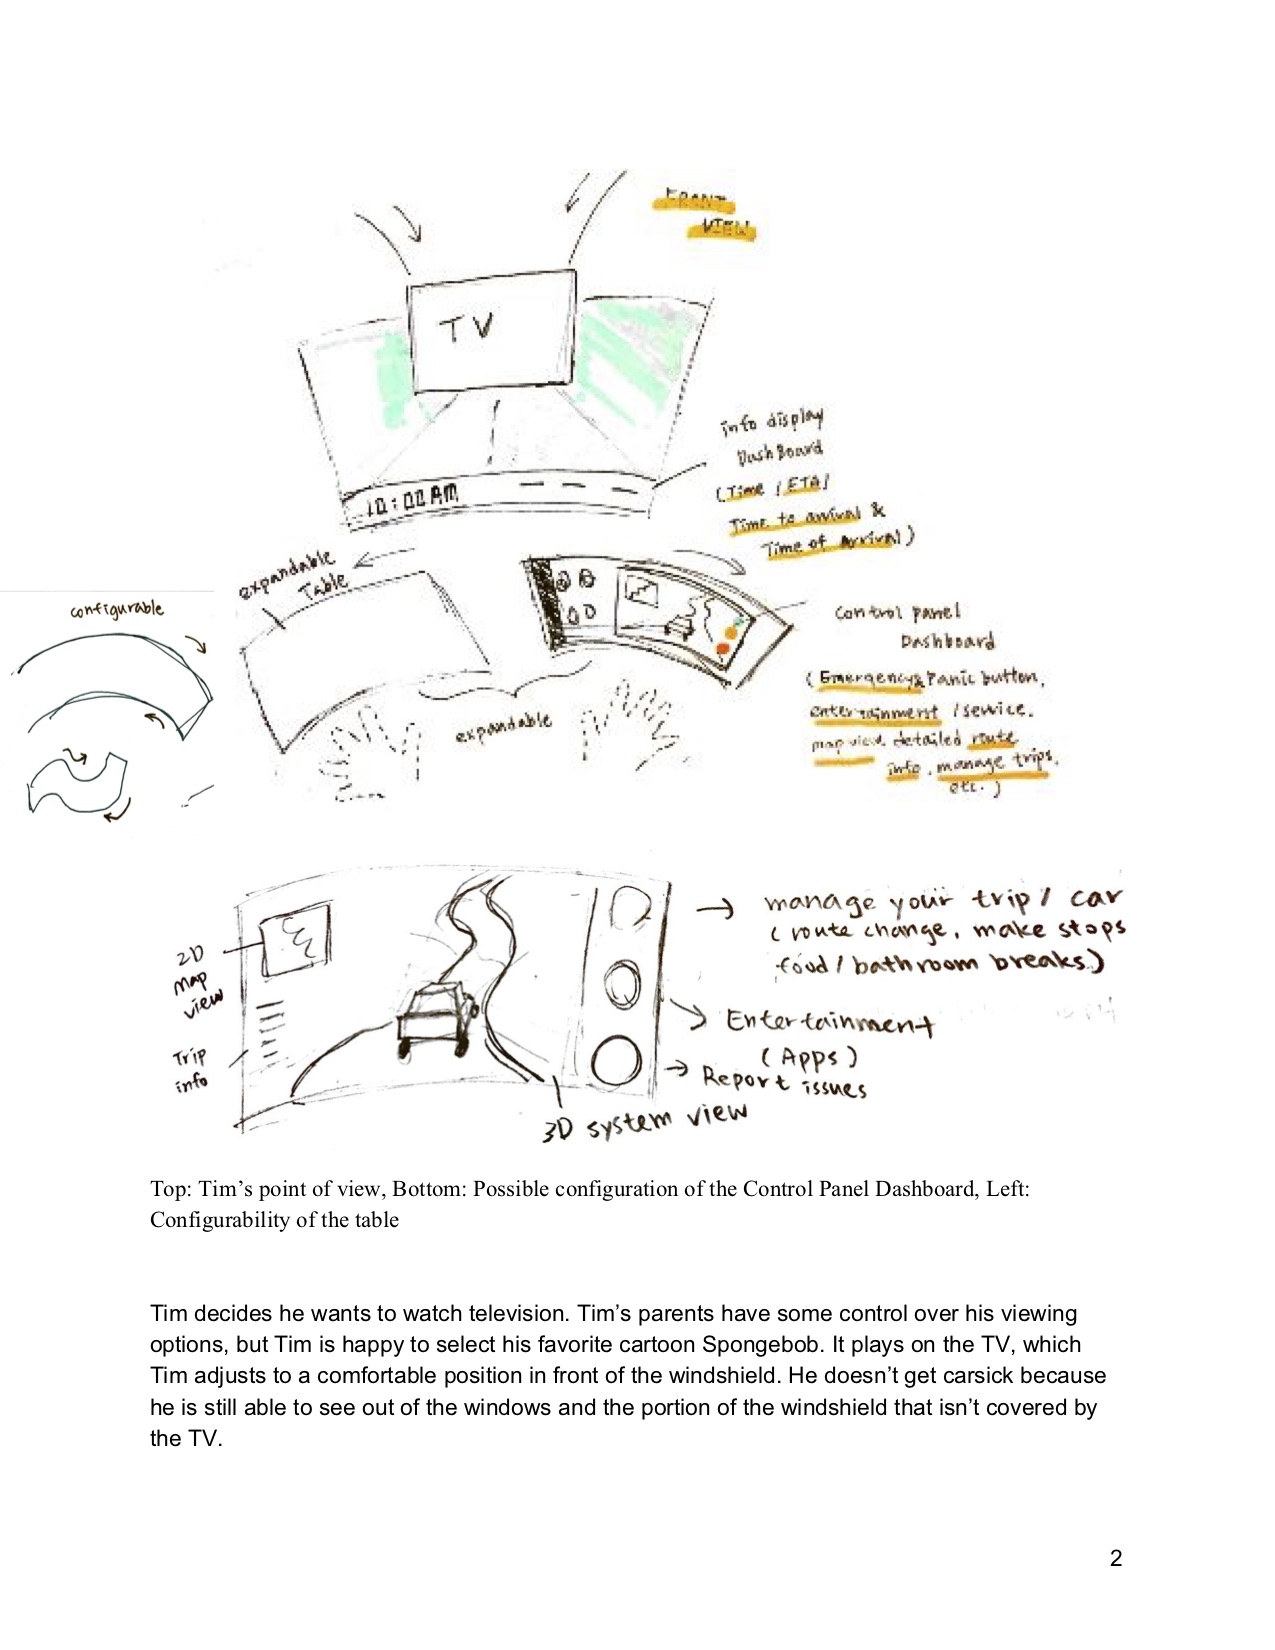 FRONT
VIEW
TV
info display
DashBoard
(Time / ETA /
Time to arrival &
Time of Arrival)
10:00 AM
expandable
Table
configurable
control panel
Dashboard
(Emergency & Panic button,
entertainment / service.
map view. detailed route
info, manage trips.
etc.)
expandable
2D
map
view
Trip
info
→ manage your trip / car
(route change, make stops
food / bathroom breaks)
→ Entertainment
(Apps)
→ Report issues
3D system view
Top: Tim’s point of view, Bottom: Possible configuration of the Control Panel Dashboard, Left:
Configurability of the table
Tim decides he wants to watch television. Tim’s parents have some control over his viewing
options, but Tim is happy to select his favorite cartoon Spongebob. It plays on the TV, which
Tim adjusts to a comfortable position in front of the windshield. He doesn’t get carsick because
he is still able to see out of the windows and the portion of the windshield that isn’t covered by
the TV.
2